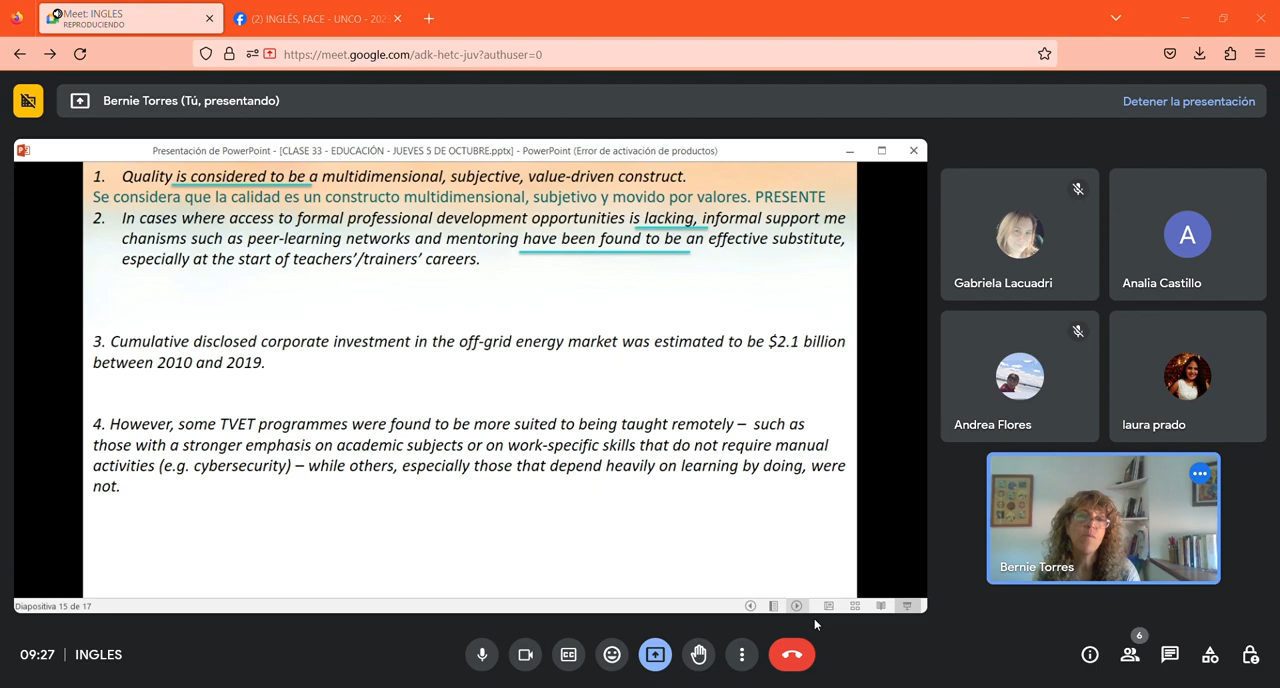 Meet: INGLES
REPRODUCIENDO
(2) INGLÉS, FACE - UNCO - 202
https://meet.google.com/adk-hetc-juv?authuser=0
Bernie Torres (Tú, presentando)
Detener la presentación
Presentación de PowerPoint - [CLASE 33 - EDUCACIÓN - JUEVES 5 DE OCTUBRE.pptx] - PowerPoint (Error de activación de productos)
1. Quality is considered to be a multidimensional, subjective, value-driven construct.
Se considera que la calidad es un constructo multidimensional, subjetivo y movido por valores. PRESENTE
2. In cases where access to formal professional development opportunities is lacking, informal support me
chanisms such as peer-learning networks and mentoring have been found to be an effective substitute,
especially at the start of teachers'/trainers' careers.
3. Cumulative disclosed corporate investment in the off-grid energy market was estimated to be $2.1 billion
between 2010 and 2019.
4. However, some TVET programmes were found to be more suited to being taught remotely – such as
those with a stronger emphasis on academic subjects or on work-specific skills that do not require manual
activities (e.g. cybersecurity) – while others, especially those that depend heavily on learning by doing, were
not.
Diapositiva 15 de 17
Gabriela Lacuadri
A
Analia Castillo
Andrea Flores
laura prado
Bernie Torres
09:27 | INGLES
6